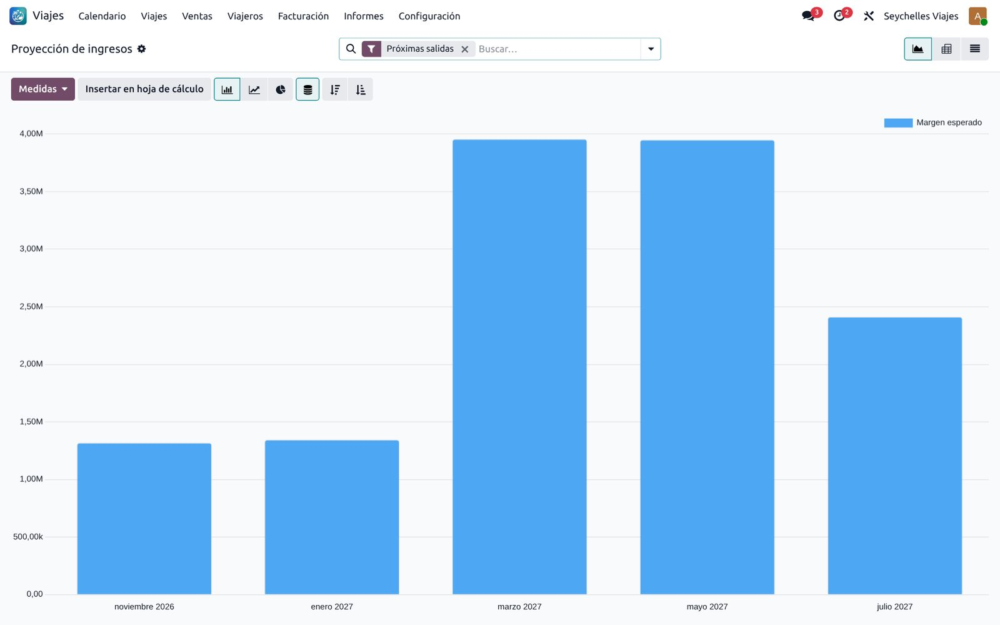 Viajes Calendario Viajes Ventas Viajeros Facturación Informes Configuración 3 2 Seychelles Viajes A
Proyección de ingresos Próximas salidas Buscar...
Medidas Insertar en hoja de cálculo
Margen esperado
4,00M
3,50M
3,00M
2,50M
2,00M
1,50M
1,00M
500,00k
0,00
noviembre 2026 enero 2027 marzo 2027 mayo 2027 julio 2027